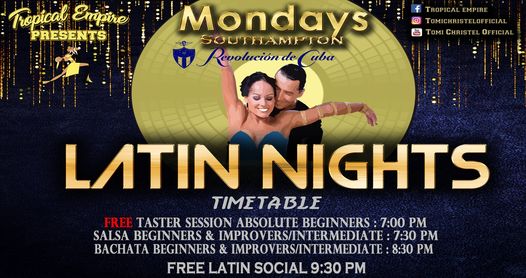 Tropical Empire
PRESENTS
Mondays
SOUTHAMPTON
Revolución de Cuba
TROPICAL EMPIRE
TOMICHRISTELOFFICIAL
TOMI CHRISTEL OFFICIAL
LATIN NIGHTS
TIMETABLE
FREE TASTER SESSION ABSOLUTE BEGINNERS : 7:00 PM
SALSA BEGINNERS & IMPROVERS/INTERMEDIATE : 7:30 PM
BACHATA BEGINNERS & IMPROVERS/INTERMEDIATE : 8:30 PM
FREE LATIN SOCIAL 9:30 PM